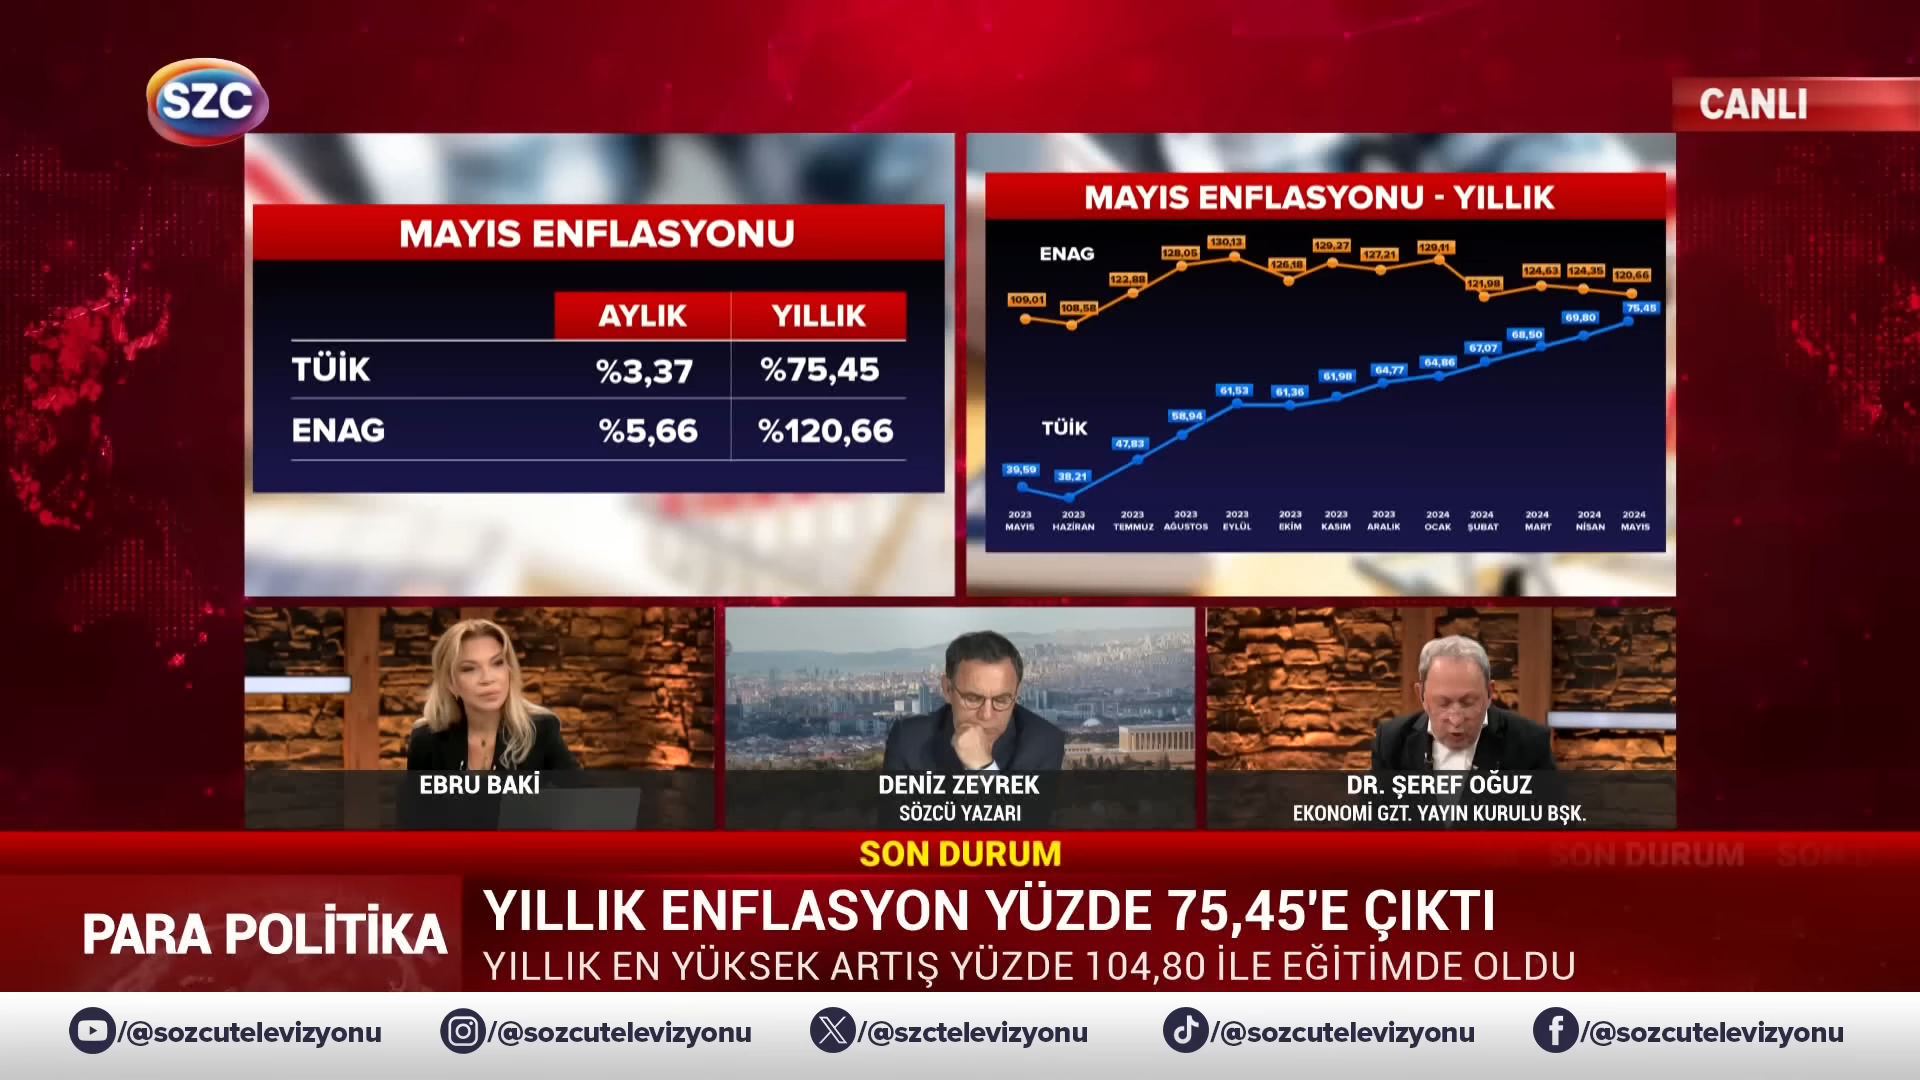 SZC
CANLI
MAYIS ENFLASYONU
AYLIK YILLIK
TÜİK %3,37 %75,45
ENAG %5,66 %120,66
MAYIS ENFLASYONU - YILLIK
ENAG
109,01 108,58 122,88 128,05 130,13 126,18 129,27 127,21 129,11 121,98 124,63 124,35 120,66
TÜİK
39,59 38,21 47,83 58,94 61,53 61,36 61,98 64,77 64,86 67,07 68,50 69,80 75,45
2023 2023 2023 2023 2023 2023 2023 2023 2024 2024 2024 2024 2024
MAYIS HAZİRAN TEMMUZ AĞUSTOS EYLÜL EKİM KASIM ARALIK OCAK ŞUBAT MART NİSAN MAYIS
EBRU BAKİ
DENİZ ZEYREK
SÖZCÜ YAZARI
DR. ŞEREF OĞUZ
EKONOMİ GZT. YAYIN KURULU BŞK.
SON DURUM
SON DURUM
PARA POLİTİKA
YILLIK ENFLASYON YÜZDE 75,45'E ÇIKTI
YILLIK EN YÜKSEK ARTIŞ YÜZDE 104,80 İLE EĞİTİMDE OLDU
/@sozcutelevizyonu /@sozcutelevizyonu /@szctelevizyonu /@sozcutelevizyonu /@sozcutelevizyonu